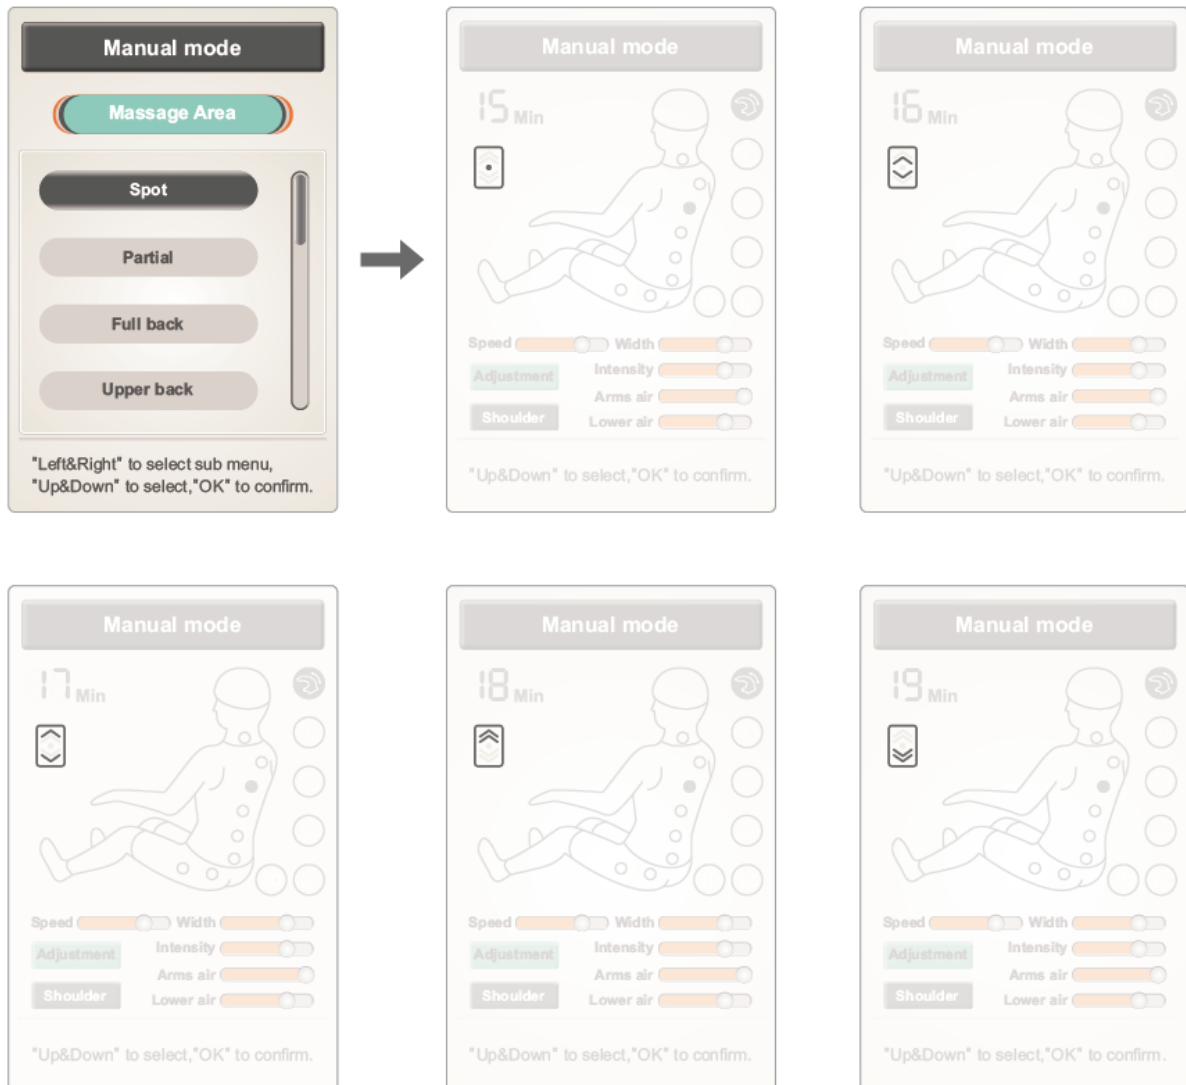 Manual mode
Massage Area
Spot
Partial
Full back
Upper back
"Left&Right" to select sub menu,
"Up&Down" to select,"OK" to confirm.
Manual mode
15 Min
Speed Width
Adjustment Intensity
Arms air
Shoulder Lower air
"Up&Down" to select,"OK" to confirm.
Manual mode
16 Min
Speed Width
Adjustment Intensity
Arms air
Shoulder Lower air
"Up&Down" to select,"OK" to confirm.
Manual mode
17 Min
Speed Width
Adjustment Intensity
Arms air
Shoulder Lower air
"Up&Down" to select,"OK" to confirm.
Manual mode
18 Min
Speed Width
Adjustment Intensity
Arms air
Shoulder Lower air
"Up&Down" to select,"OK" to confirm.
Manual mode
19 Min
Speed Width
Adjustment Intensity
Arms air
Shoulder Lower air
"Up&Down" to select,"OK" to confirm.